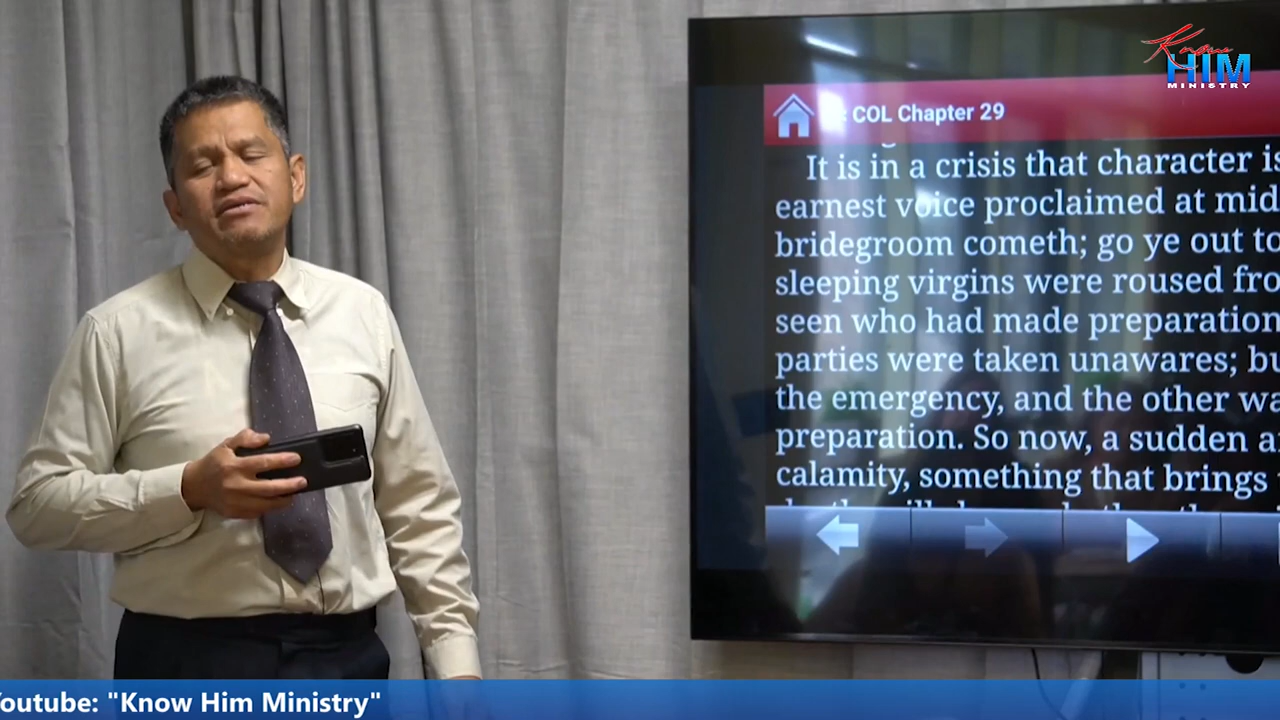 Know
HIM
MINISTRY
: COL Chapter 29
It is in a crisis that character is
earnest voice proclaimed at mid
bridegroom cometh; go ye out to
sleeping virgins were roused fro
seen who had made preparation
parties were taken unawares; bu
the emergency, and the other wa
preparation. So now, a sudden a
calamity, something that brings
outube: "Know Him Ministry"